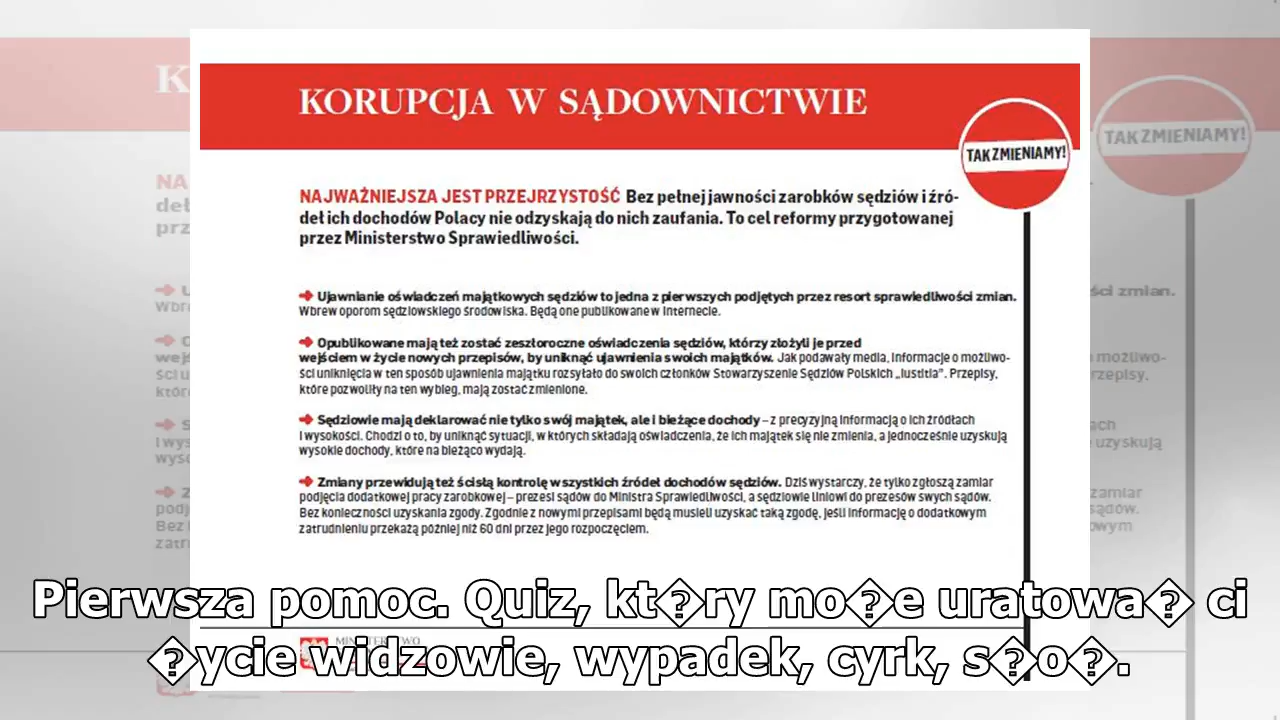 KORUPCJA W SĄDOWNICTWIE
TAK ZMIENIAMY!
NAJWAŻNIEJSZA JEST PRZEJRZYSTOŚĆ Bez pełnej jawności zarobków sędziów i źró-
deł ich dochodów Polacy nie odzyskają do nich zaufania. To cel reformy przygotowanej
przez Ministerstwo Sprawiedliwości.
Ujawnianie oświadczeń majątkowych sędziów to jedna z pierwszych podjętych przez resort sprawiedliwości zmian.
Wbrew oporom sędziowskiego środowiska. Będą one publikowane w Internecie.
Opublikowane mają też zostać zeszłoroczne oświadczenia sędziów, którzy złożyli je przed
wejściem w życie nowych przepisów, by uniknąć ujawnienia swoich majątków. Jak podawały media, informacje o możliwo-
ści uniknięcia w ten sposób ujawnienia majątku rozsyłało do swoich członków Stowarzyszenie Sędziów Polskich „Iustitia”. Przepisy,
które pozwoliły na ten wybieg, mają zostać zmienione.
Sędziowie mają deklarować nie tylko swój majątek, ale i bieżące dochody – z precyzyjną informacją o ich źródłach
i wysokości. Chodzi o to, by uniknąć sytuacji, w których składają oświadczenia, że ich majątek się nie zmienia, a jednocześnie uzyskują
wysokie dochody, które na bieżąco wydają.
Zmiany przewidują też ścisłą kontrolę wszystkich źródeł dochodów sędziów. Dziś wystarczy, że tylko zgłoszą zamiar
podjęcia dodatkowej pracy zarobkowej – prezesi sądów do Ministra Sprawiedliwości, a sędziowie liniowi do prezesów swych sądów.
Bez konieczności uzyskania zgody. Zgodnie z nowymi przepisami będą musieli uzyskać taką zgodę, jeśli informację o dodatkowym
zatrudnieniu przekażą później niż 60 dni przez jego rozpoczęciem.
MINISTERSTWO
Pierwsza pomoc. Quiz, kt�ry mo�e uratowa� ci
�ycie widzowie, wypadek, cyrk, s�o�.